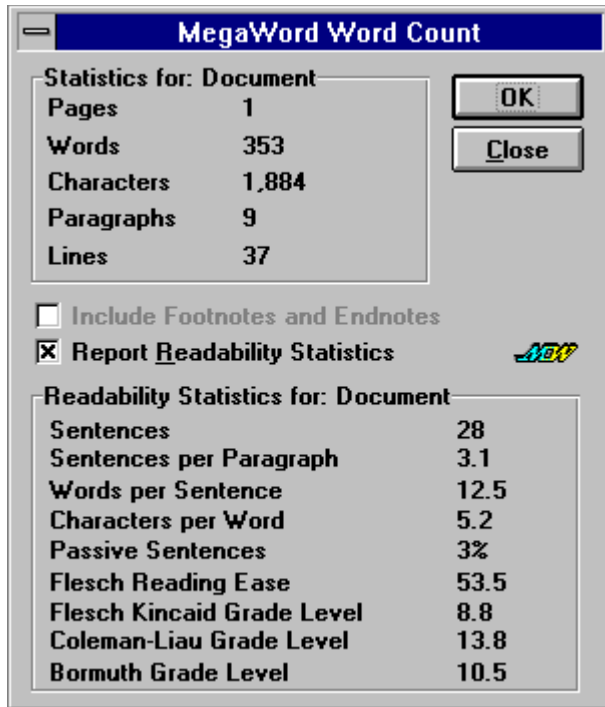 MegaWord Word Count
Statistics for: Document
Pages 1
Words 353
Characters 1,884
Paragraphs 9
Lines 37
OK
Close
Include Footnotes and Endnotes
Report Readability Statistics
NOW
Readability Statistics for: Document
Sentences 28
Sentences per Paragraph 3.1
Words per Sentence 12.5
Characters per Word 5.2
Passive Sentences 3%
Flesch Reading Ease 53.5
Flesch Kincaid Grade Level 8.8
Coleman-Liau Grade Level 13.8
Bormuth Grade Level 10.5